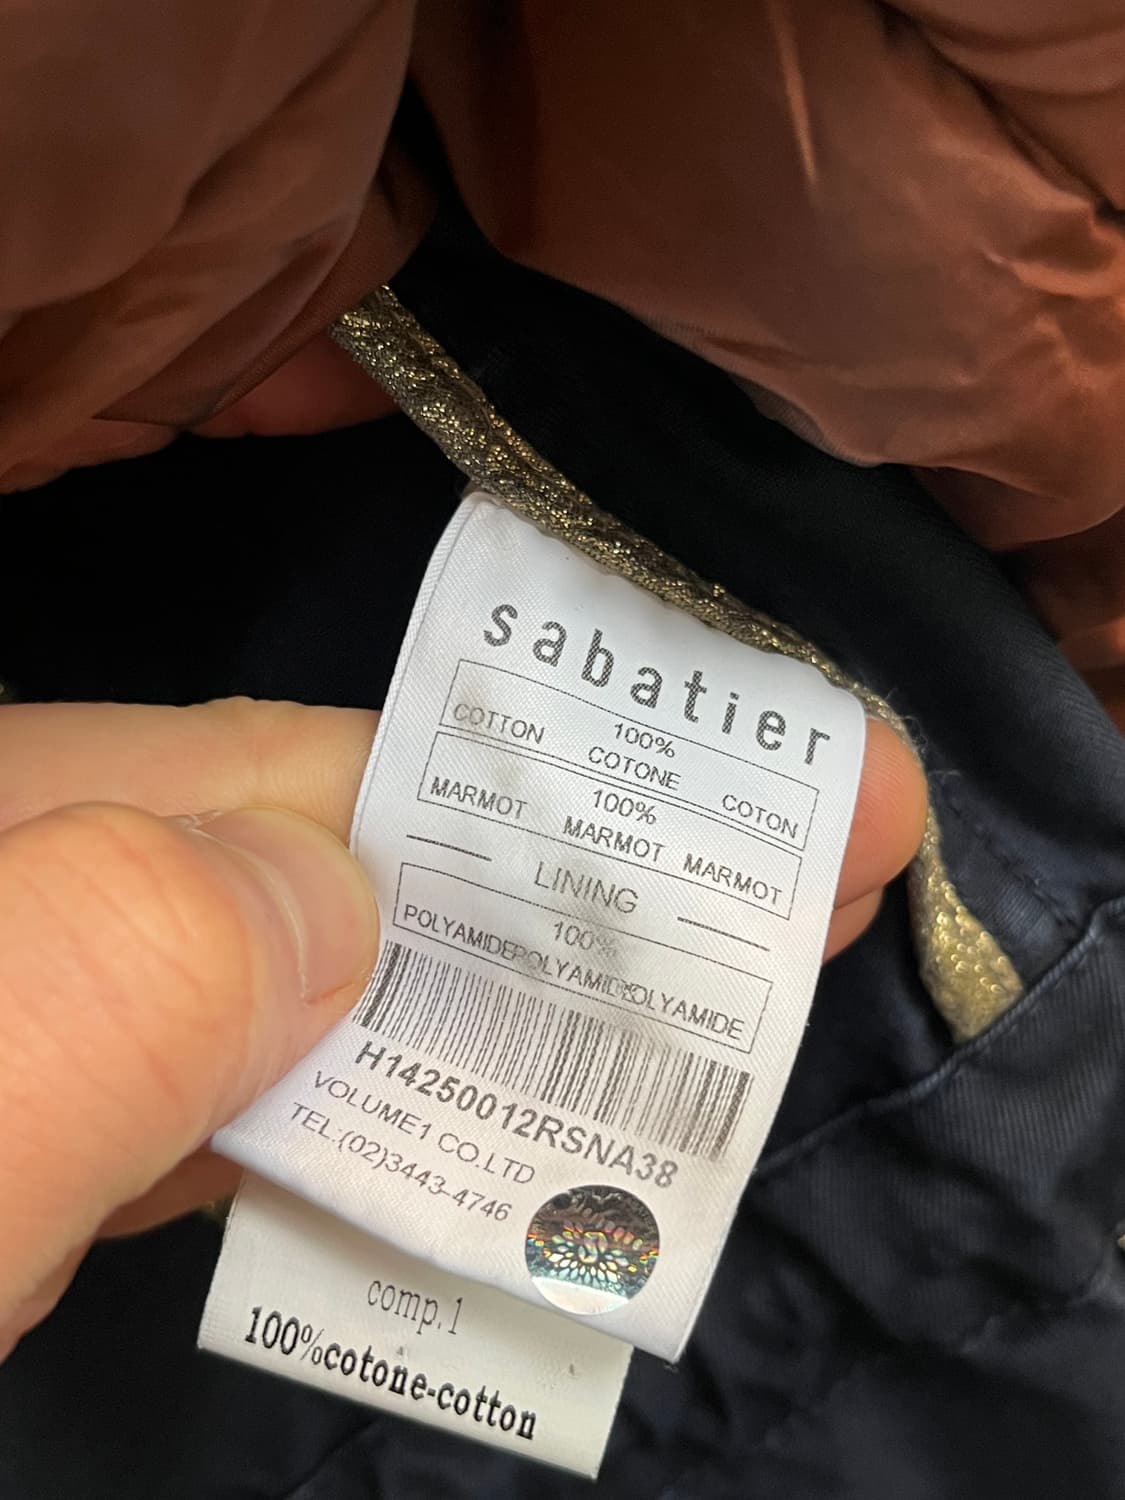 sabatier
100%
COTTON COTONE COTON
100%
MARMOT MARMOT MARMOT
LINING
100%
POLYAMIDEPOLYAMIDEPOLYAMIDE
H14250012RSNA38
VOLUME1 CO.LTD
TEL:(02)3443-4746
comp.1
100%cotone-cotton